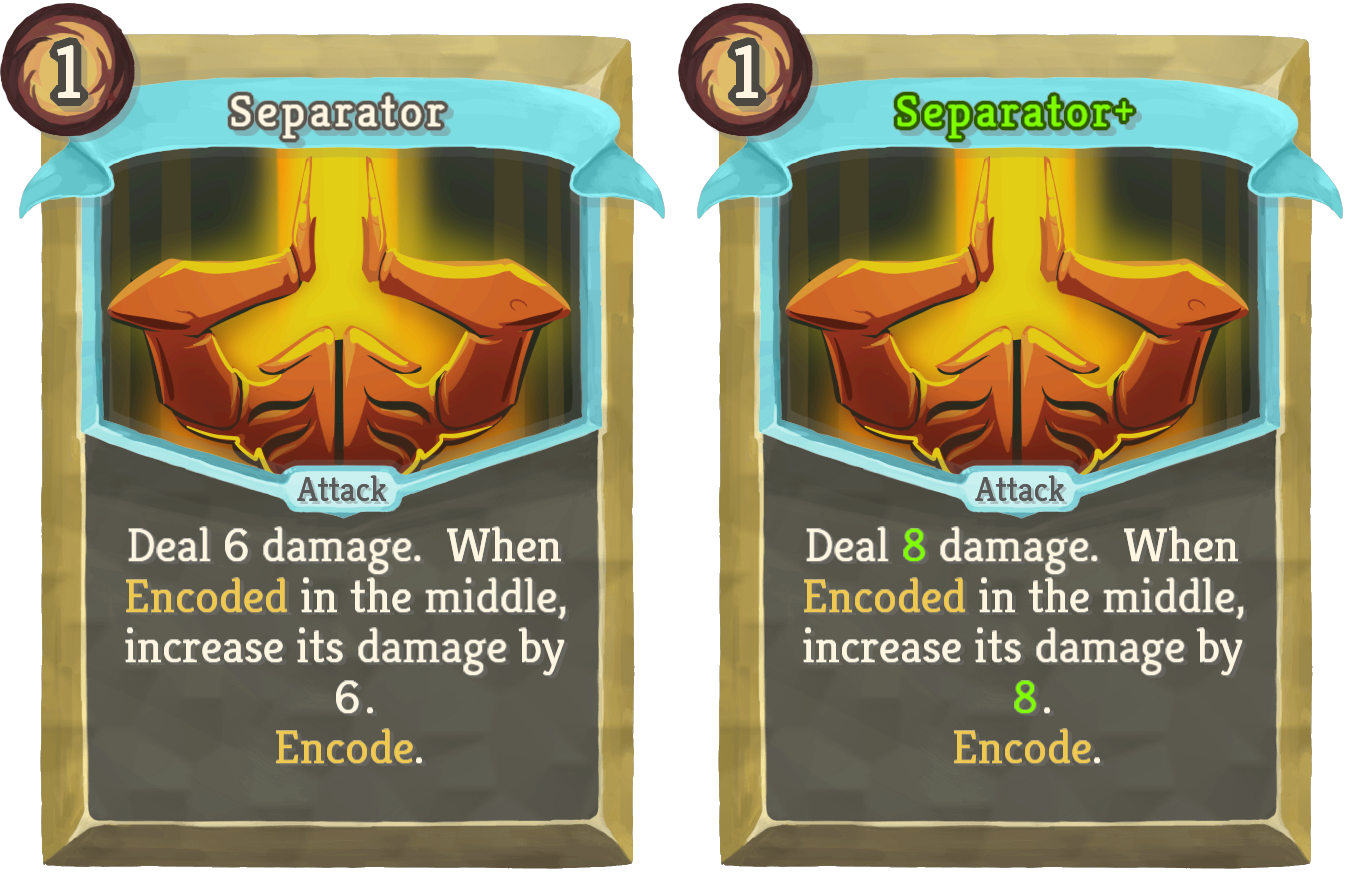 1
Separator
Attack
Deal 6 damage.  When
Encoded in the middle,
increase its damage by
6.
Encode.
1
Separator+
Attack
Deal 8 damage.  When
Encoded in the middle,
increase its damage by
8.
Encode.